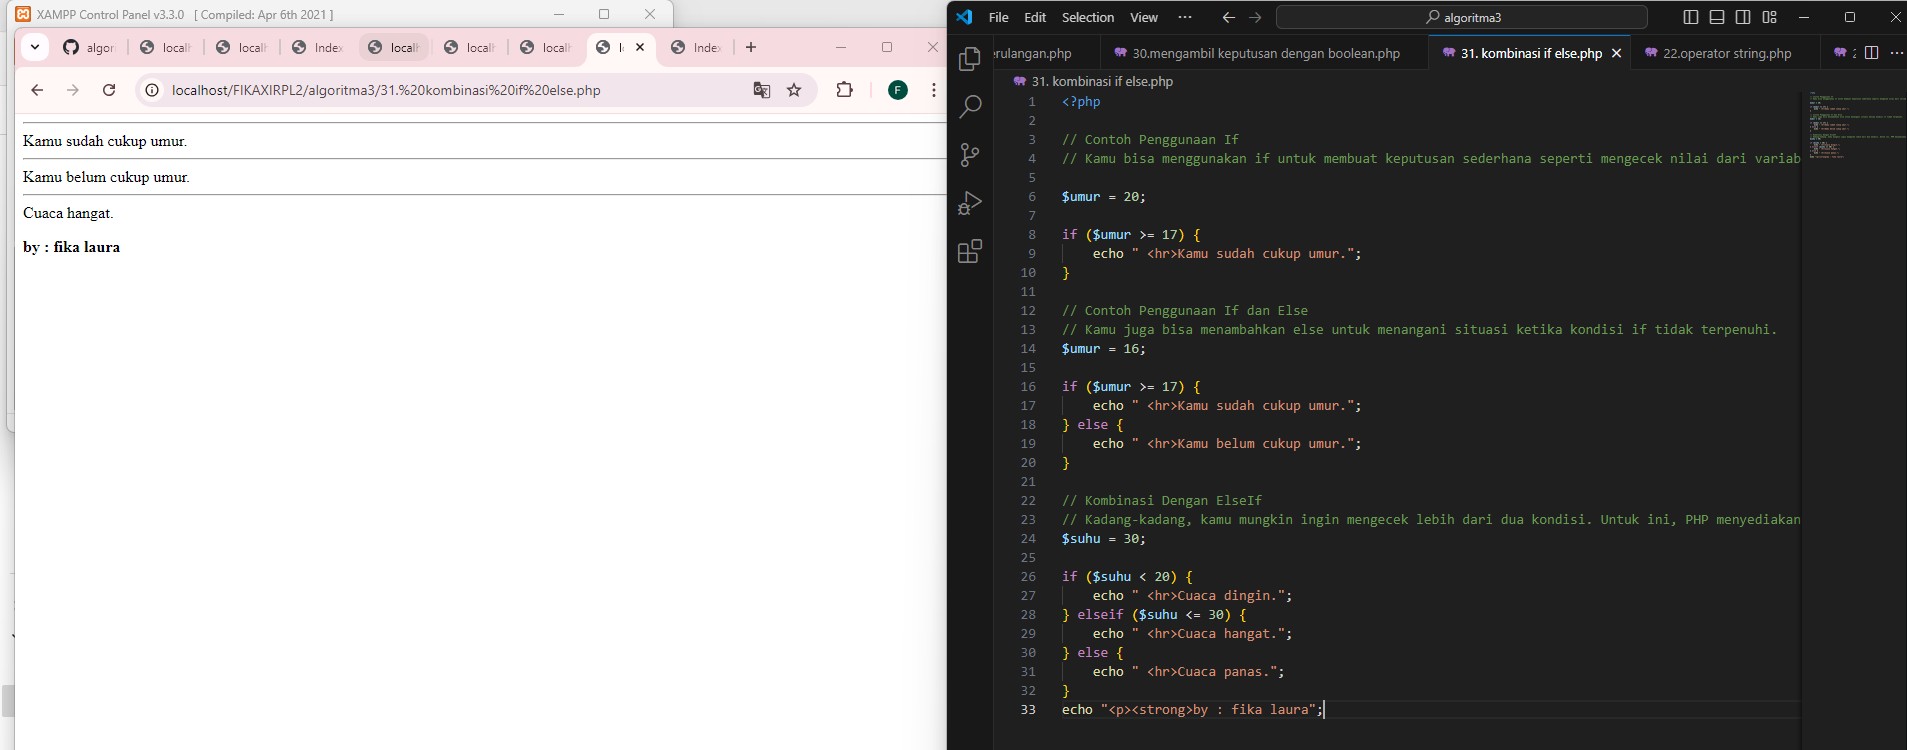 XAMPP Control Panel v3.3.0 [ Compiled: Apr 6th 2021 ]
algori
localh
localh
Index
localh
localh
localh
Index
localhost/FIKAXIRPL2/algoritma3/31.%20kombinasi%20if%20else.php
F
Kamu sudah cukup umur.
Kamu belum cukup umur.
Cuaca hangat.
by : fika laura
File Edit Selection View ···
algoritma3
erulangan.php
30.mengambil keputusan dengan boolean.php
31. kombinasi if else.php
22.operator string.php
31. kombinasi if else.php
1 <?php
2
3 // Contoh Penggunaan If
4 // Kamu bisa menggunakan if untuk membuat keputusan sederhana seperti mengecek nilai dari variab
5
6 $umur = 20;
7
8 if ($umur >= 17) {
9 echo " <hr>Kamu sudah cukup umur.";
10 }
11
12 // Contoh Penggunaan If dan Else
13 // Kamu juga bisa menambahkan else untuk menangani situasi ketika kondisi if tidak terpenuhi.
14 $umur = 16;
15
16 if ($umur >= 17) {
17 echo " <hr>Kamu sudah cukup umur.";
18 } else {
19 echo " <hr>Kamu belum cukup umur.";
20 }
21
22 // Kombinasi Dengan ElseIf
23 // Kadang-kadang, kamu mungkin ingin mengecek lebih dari dua kondisi. Untuk ini, PHP menyediakan
24 $suhu = 30;
25
26 if ($suhu < 20) {
27 echo " <hr>Cuaca dingin.";
28 } elseif ($suhu <= 30) {
29 echo " <hr>Cuaca hangat.";
30 } else {
31 echo " <hr>Cuaca panas.";
32 }
33 echo "<p><strong>by : fika laura";